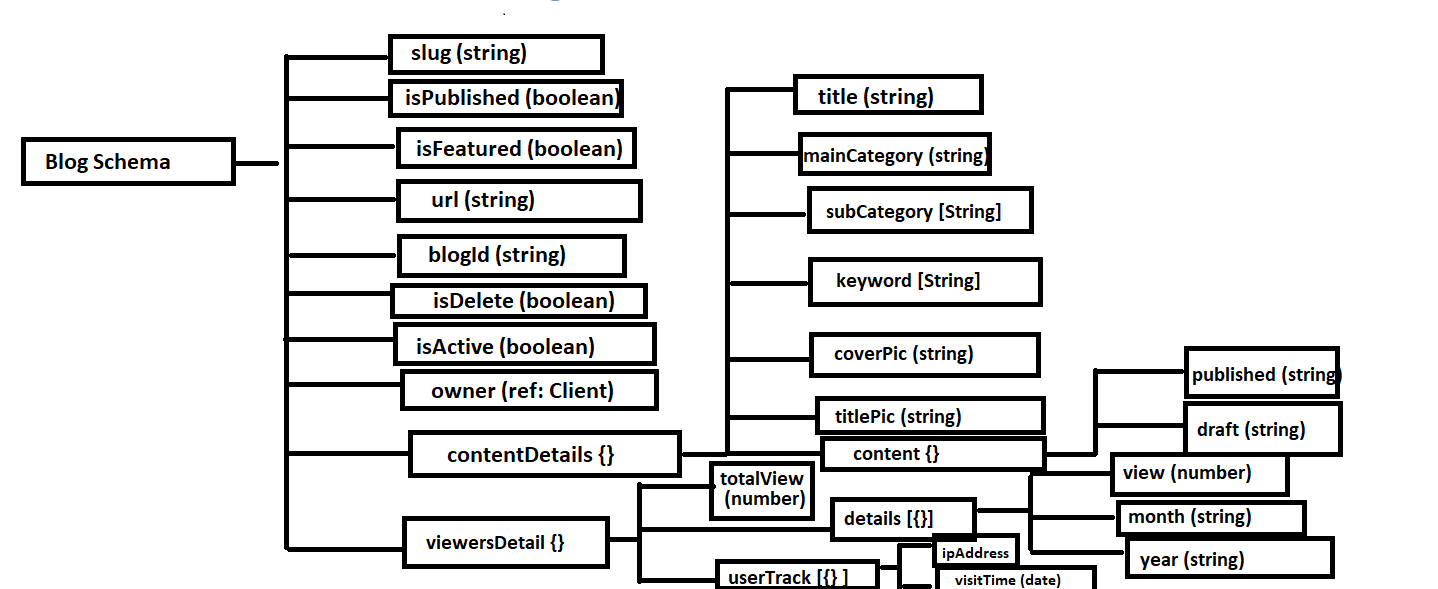 Blog Schema
slug (string)
isPublished (boolean)
isFeatured (boolean)
url (string)
blogId (string)
isDelete (boolean)
isActive (boolean)
owner (ref: Client)
contentDetails {}
viewersDetail {}
title (string)
mainCategory (string)
subCategory [String]
keyword [String]
coverPic (string)
titlePic (string)
content {}
published (string)
draft (string)
totalView
(number)
details [{}]
userTrack [{} ]
view (number)
month (string)
year (string)
ipAddress
visitTime (date)